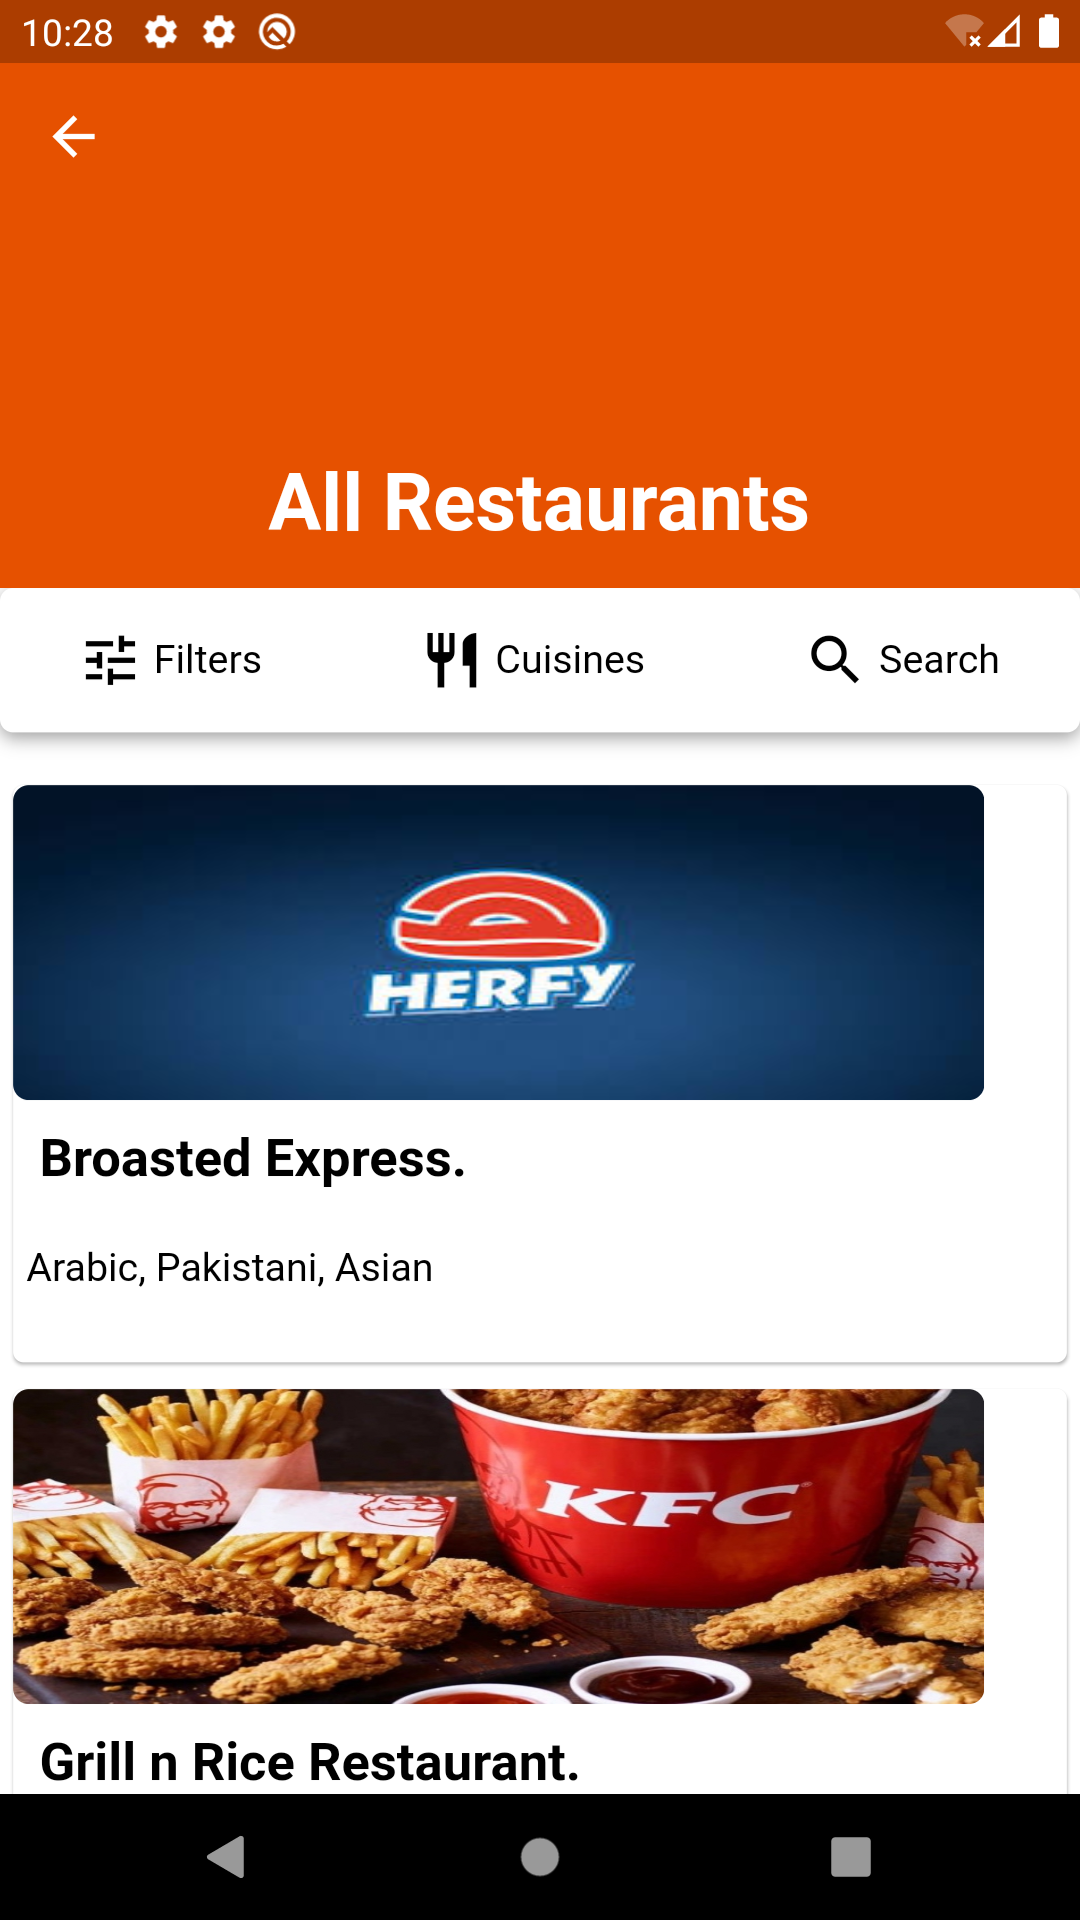 10:28
All Restaurants
Filters Cuisines Search
HERFY
Broasted Express.
Arabic, Pakistani, Asian
KFC
Grill n Rice Restaurant.